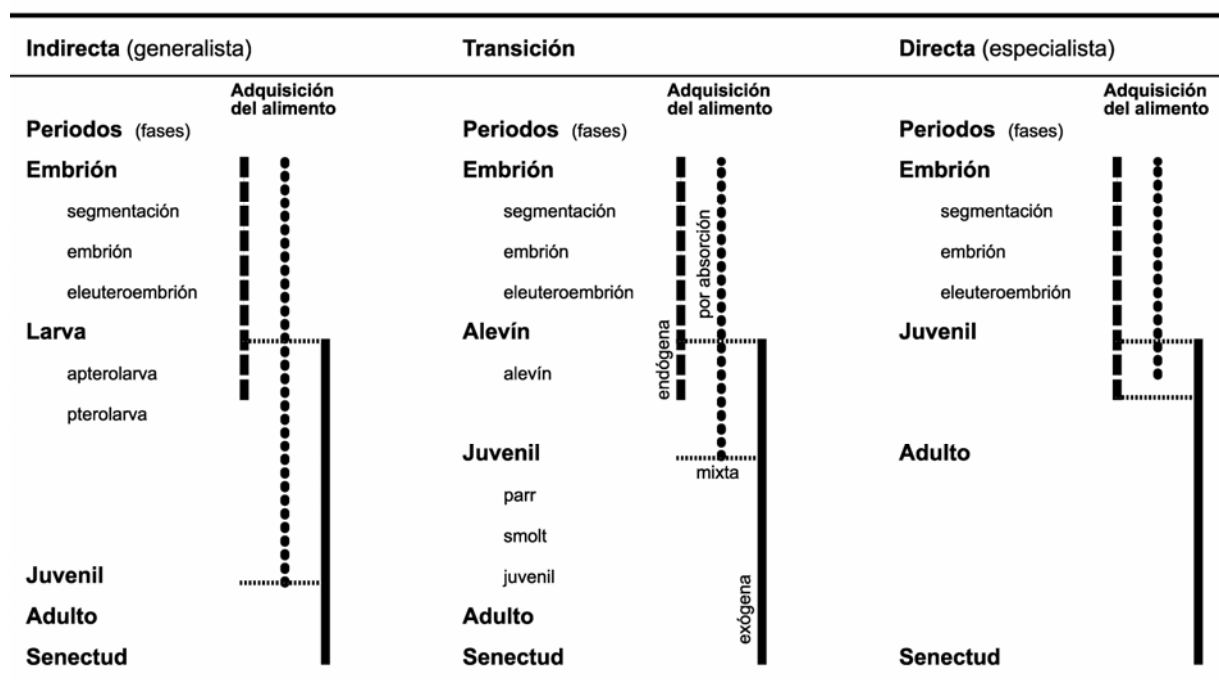 Indirecta (generalista)
Adquisición
del alimento
Periodos (fases)
Embrión
segmentación
embrión
eleuteroembrión
Larva
apterolarva
pterolarva
Juvenil
Adulto
Senectud
Transición
Adquisición
del alimento
Periodos (fases)
Embrión
segmentación
embrión
eleuteroembrión
Alevín
alevín
Juvenil
parr
smolt
juvenil
Adulto
Senectud
endógena
por absorción
mixta
exógena
Directa (especialista)
Adquisición
del alimento
Periodos (fases)
Embrión
segmentación
embrión
eleuteroembrión
Juvenil
Adulto
Senectud